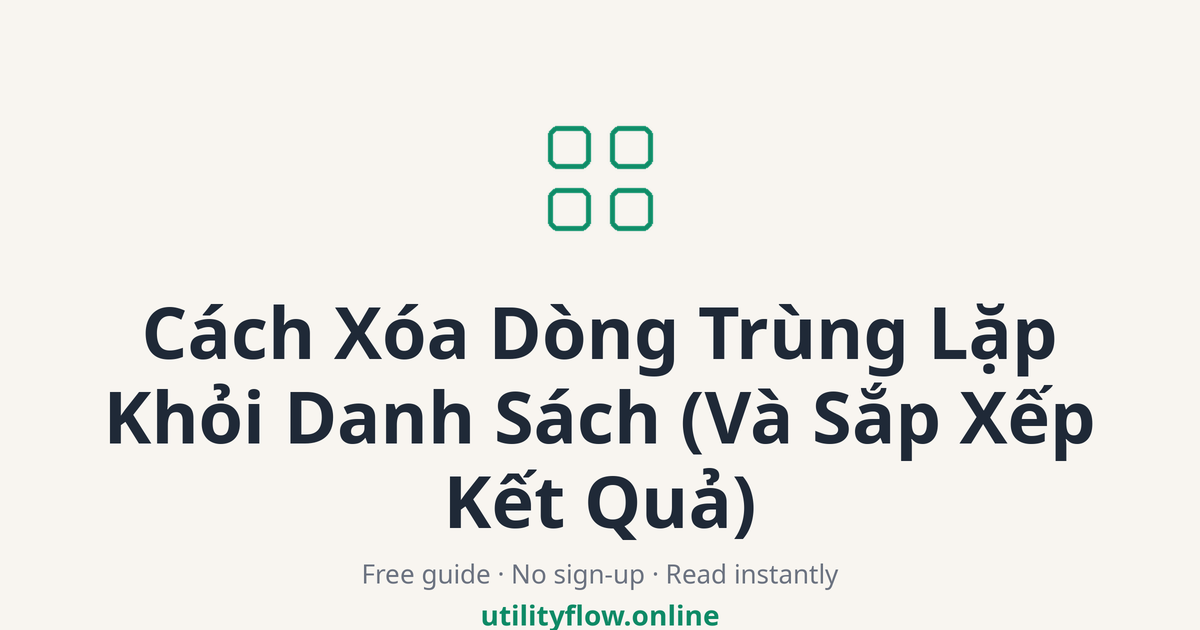 Cách Xóa Dòng Trùng Lặp
Khỏi Danh Sách (Và Sắp Xếp
Kết Quả)
Free guide · No sign-up · Read instantly
utilityflow.online